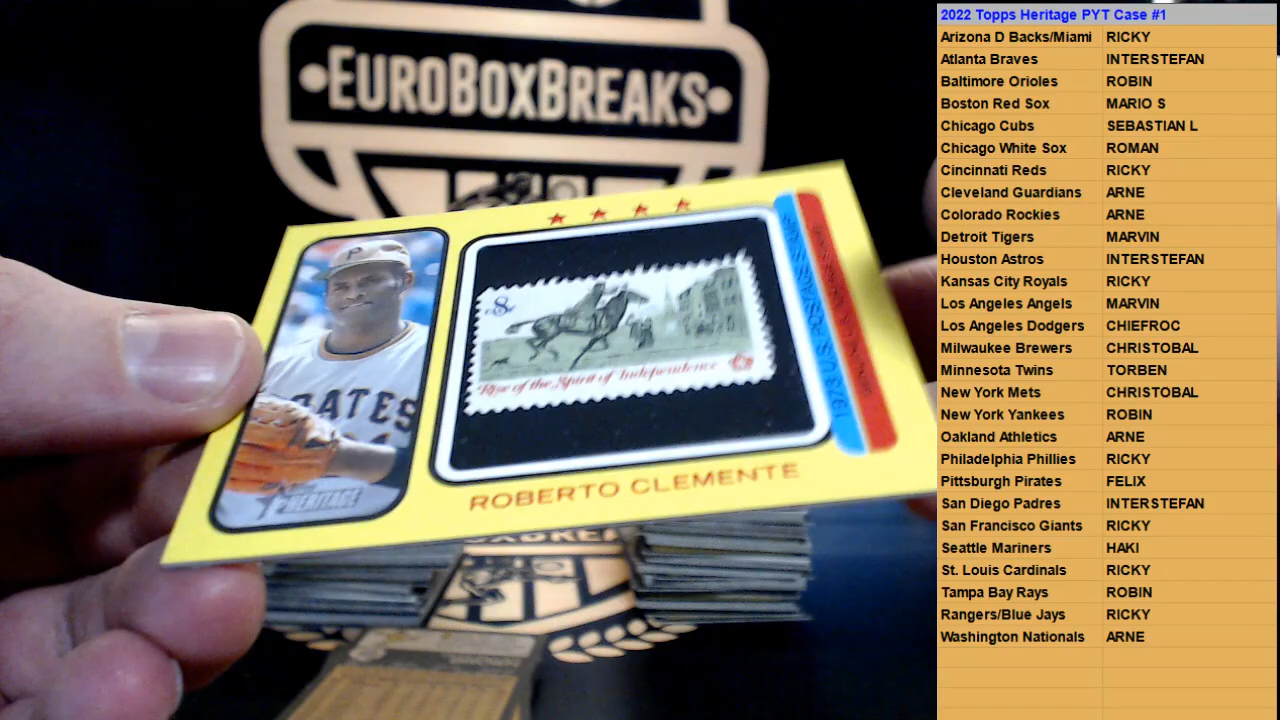 •EUROBOXBREAKS•
P
PIRATES
HERITAGE
8c
Rise of the Spirit of Independence
1973 U.S. POSTAGE STAMP
ROBERTO CLEMENTE
2022 Topps Heritage PYT Case #1
Arizona D Backs/Miami RICKY
Atlanta Braves INTERSTEFAN
Baltimore Orioles ROBIN
Boston Red Sox MARIO S
Chicago Cubs SEBASTIAN L
Chicago White Sox ROMAN
Cincinnati Reds RICKY
Cleveland Guardians ARNE
Colorado Rockies ARNE
Detroit Tigers MARVIN
Houston Astros INTERSTEFAN
Kansas City Royals RICKY
Los Angeles Angels MARVIN
Los Angeles Dodgers CHIEFROC
Milwaukee Brewers CHRISTOBAL
Minnesota Twins TORBEN
New York Mets CHRISTOBAL
New York Yankees ROBIN
Oakland Athletics ARNE
Philadelphia Phillies RICKY
Pittsburgh Pirates FELIX
San Diego Padres INTERSTEFAN
San Francisco Giants RICKY
Seattle Mariners HAKI
St. Louis Cardinals RICKY
Tampa Bay Rays ROBIN
Rangers/Blue Jays RICKY
Washington Nationals ARNE